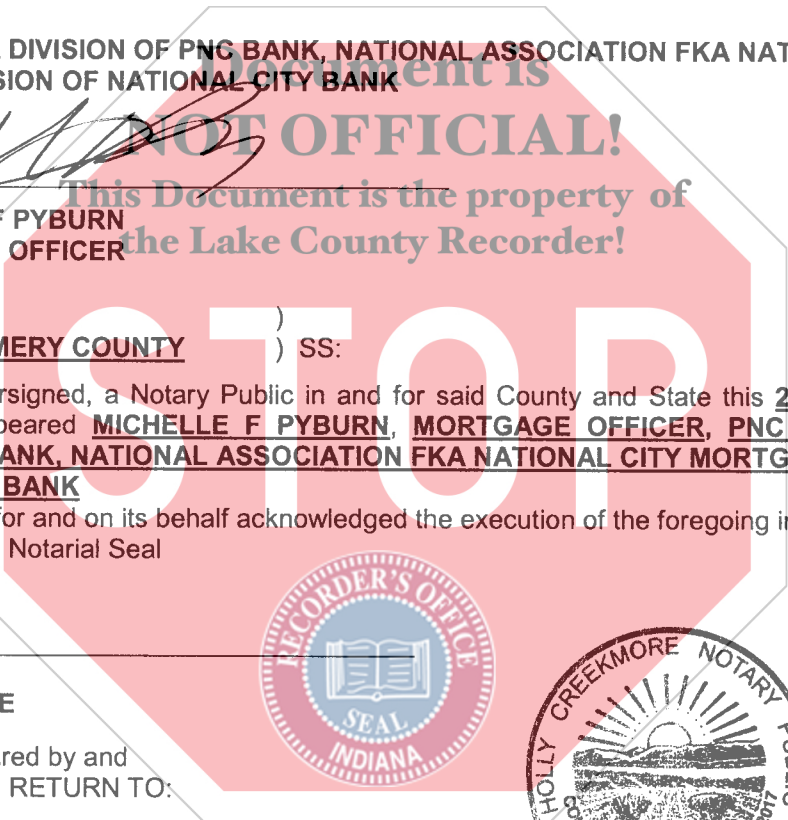 DIVISION OF PNC BANK, NATIONAL ASSOCIATION FKA NAT
SION OF NATIONAL CITY BANK
Document is
NOT OFFICIAL!
This Document is the property of
the Lake County Recorder!
F PYBURN
OFFICER
)
MERY COUNTY ) SS:
STOP
rsigned, a Notary Public in and for said County and State this 2
peared MICHELLE F PYBURN, MORTGAGE OFFICER, PNC
ANK, NATIONAL ASSOCIATION FKA NATIONAL CITY MORTG
BANK
for and on its behalf acknowledged the execution of the foregoing in
Notarial Seal
RECORDER'S OFFICE
SEAL
INDIANA
E
red by and
RETURN TO:
HOLLY CREEKMORE NOTARY
2017